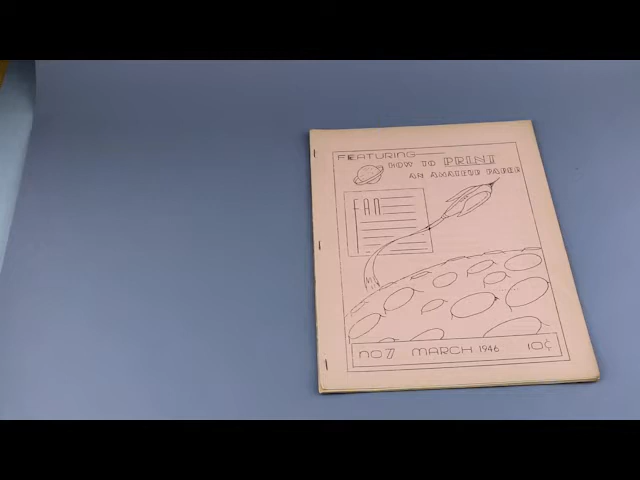 FEATURING
HOW TO PRINT
AN AMATEUR PAPER
FAN
NO 7 MARCH 1946 10¢